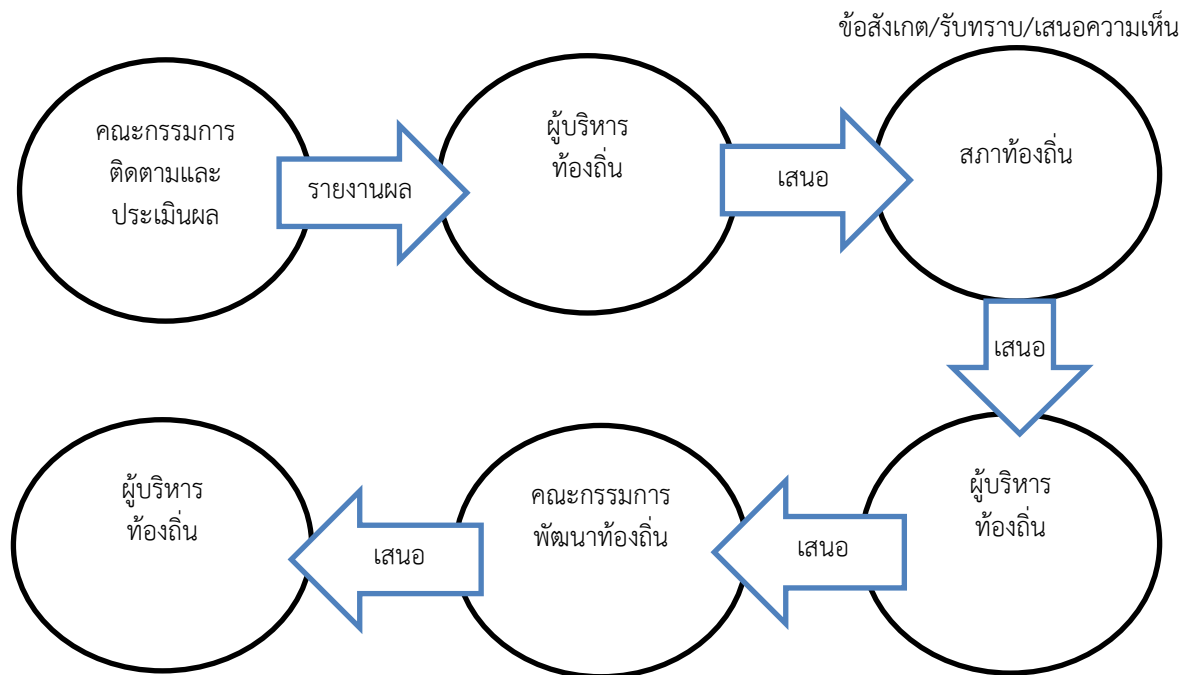 ข้อสังเกต/รับทราบ/เสนอความเห็น
คณะกรรมการ
ติดตามและ
ประเมินผล
รายงานผล
ผู้บริหาร
ท้องถิ่น
เสนอ
สภาท้องถิ่น
เสนอ
ผู้บริหาร
ท้องถิ่น
เสนอ
คณะกรรมการ
พัฒนาท้องถิ่น
เสนอ
ผู้บริหาร
ท้องถิ่น